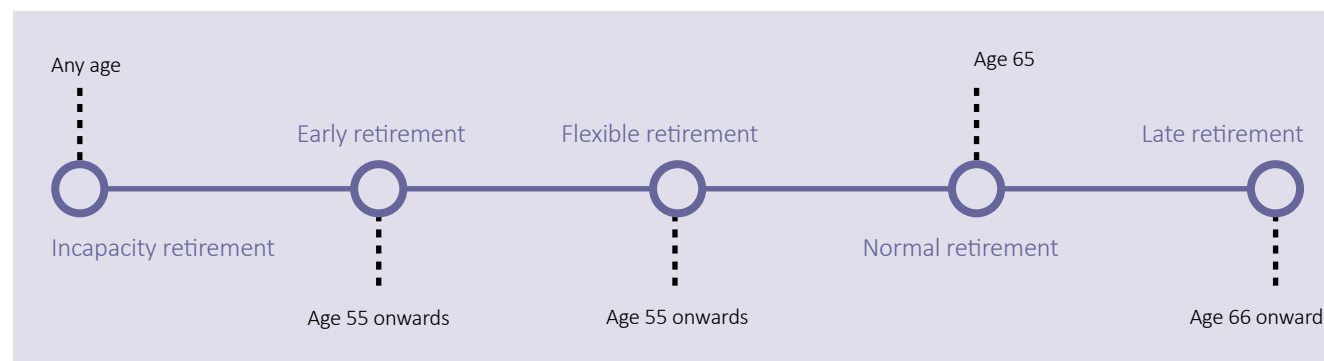 Any age
Age 65
Early retirement
Flexible retirement
Late retirement
Incapacity retirement
Normal retirement
Age 55 onwards
Age 55 onwards
Age 66 onward